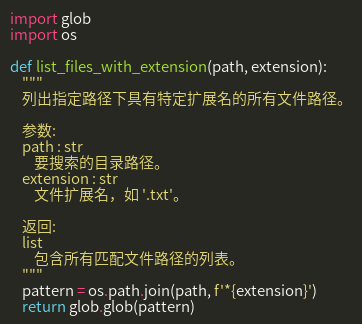 import glob
import os
def list_files_with_extension(path, extension):
"""
列出指定路径下具有特定扩展名的所有文件路径。
参数:
path : str
要搜索的目录路径。
extension : str
文件扩展名，如 '.txt'。
返回:
list
包含所有匹配文件路径的列表。
"""
pattern = os.path.join(path, f'*{extension}')
return glob.glob(pattern)